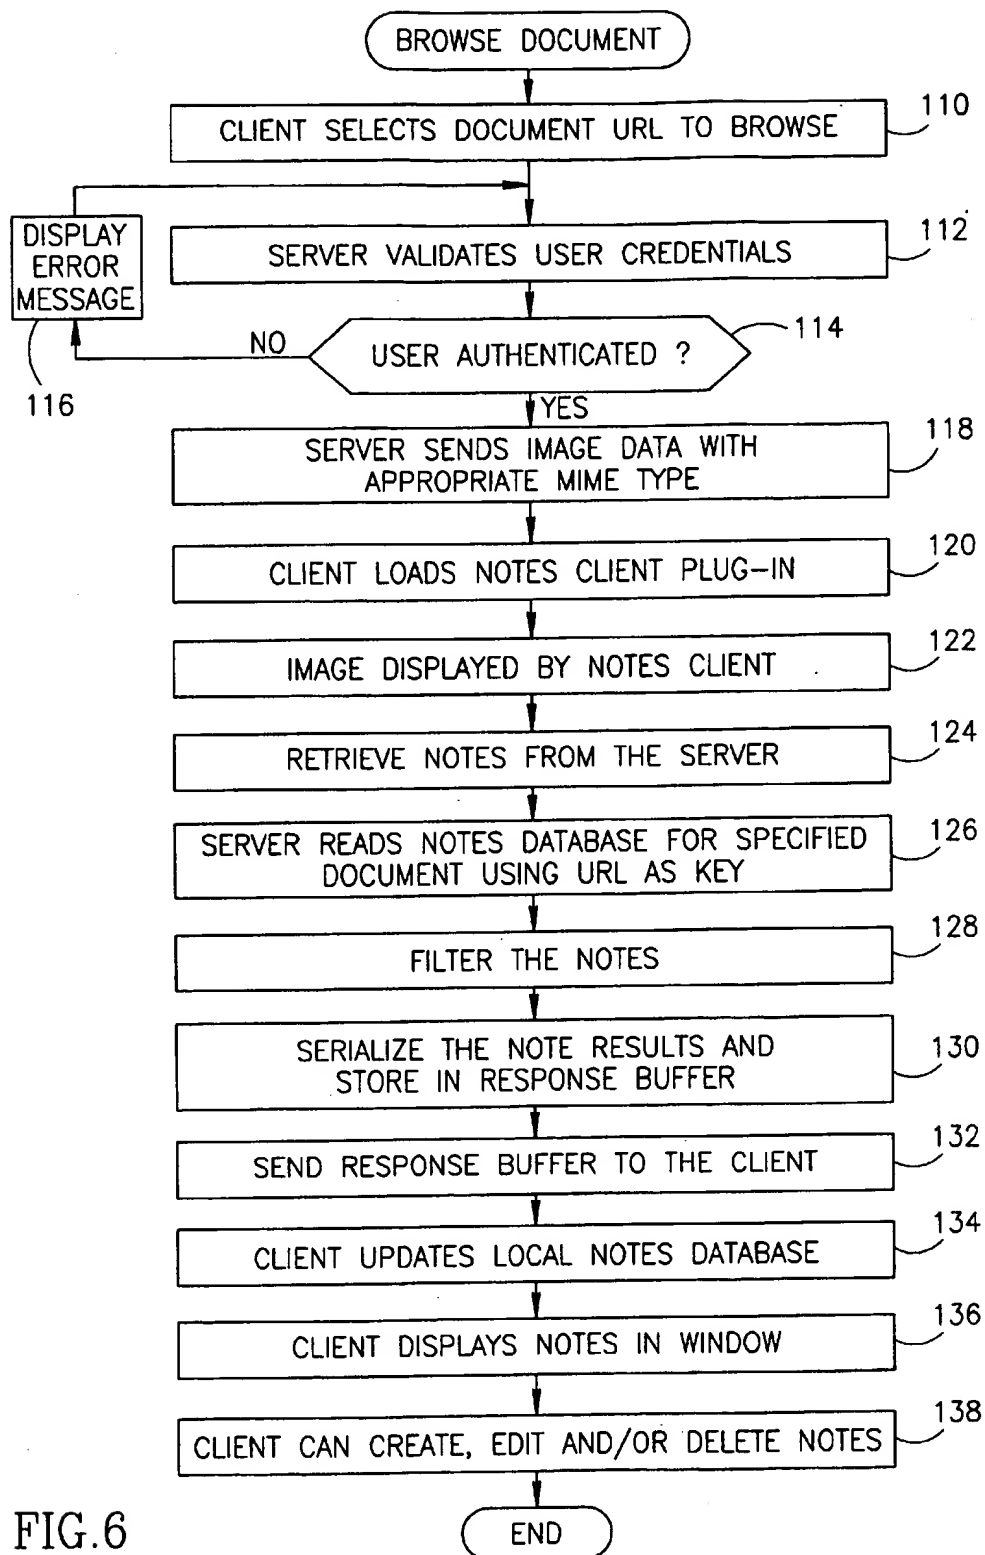 BROWSE DOCUMENT
110
CLIENT SELECTS DOCUMENT URL TO BROWSE
DISPLAY
ERROR
MESSAGE
116
112
SERVER VALIDATES USER CREDENTIALS
114
USER AUTHENTICATED ?
NO
YES
118
SERVER SENDS IMAGE DATA WITH
APPROPRIATE MIME TYPE
120
CLIENT LOADS NOTES CLIENT PLUG-IN
122
IMAGE DISPLAYED BY NOTES CLIENT
124
RETRIEVE NOTES FROM THE SERVER
126
SERVER READS NOTES DATABASE FOR SPECIFIED
DOCUMENT USING URL AS KEY
128
FILTER THE NOTES
130
SERIALIZE THE NOTE RESULTS AND
STORE IN RESPONSE BUFFER
132
SEND RESPONSE BUFFER TO THE CLIENT
134
CLIENT UPDATES LOCAL NOTES DATABASE
136
CLIENT DISPLAYS NOTES IN WINDOW
138
CLIENT CAN CREATE, EDIT AND/OR DELETE NOTES
END
FIG.6